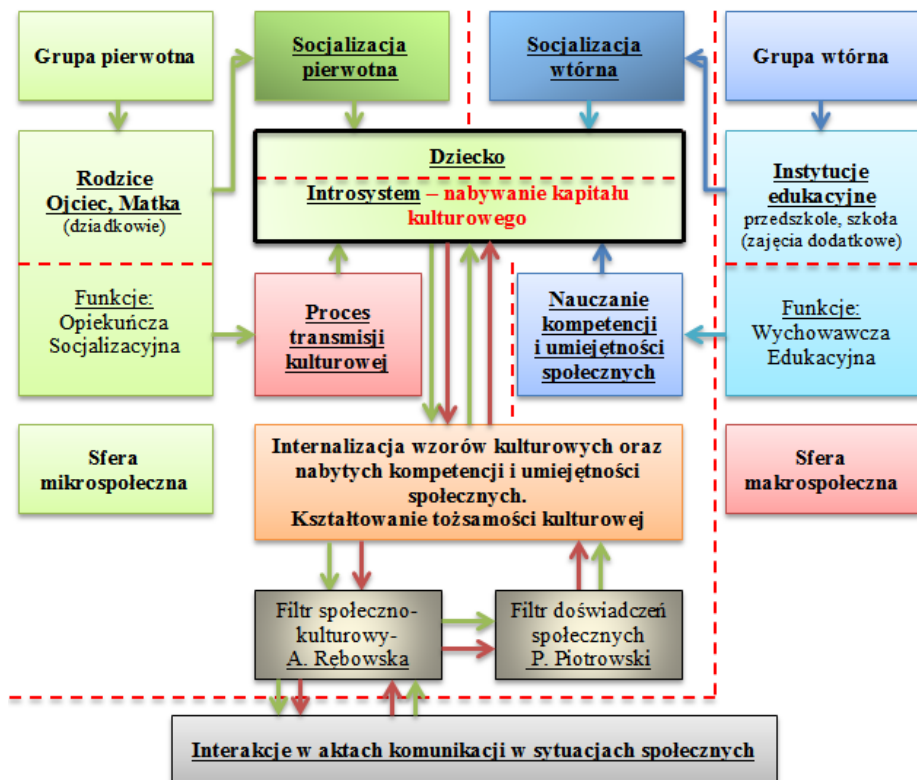 Grupa pierwotna
Socjalizacja
pierwotna
Socjalizacja
wtórna
Grupa wtórna
Rodzice
Ojciec, Matka
(dziadkowie)
Dziecko
Introsystem – nabywanie kapitału
kulturowego
Instytucje
edukacyjne
przedszkole, szkoła
(zajęcia dodatkowe)
Funkcje:
Opiekuńcza
Socjalizacyjna
Proces
transmisji
kulturowej
Nauczanie
kompetencji
i umiejętności
społecznych
Funkcje:
Wychowawcza
Edukacyjna
Sfera
mikrospołeczna
Internalizacja wzorów kulturowych oraz
nabytych kompetencji i umiejętności
społecznych.
Kształtowanie tożsamości kulturowej
Sfera
makrospołeczna
Filtr społeczno-
kulturowy-
A. Rębowska
Filtr doświadczeń
społecznych
P. Piotrowski
Interakcje w aktach komunikacji w sytuacjach społecznych